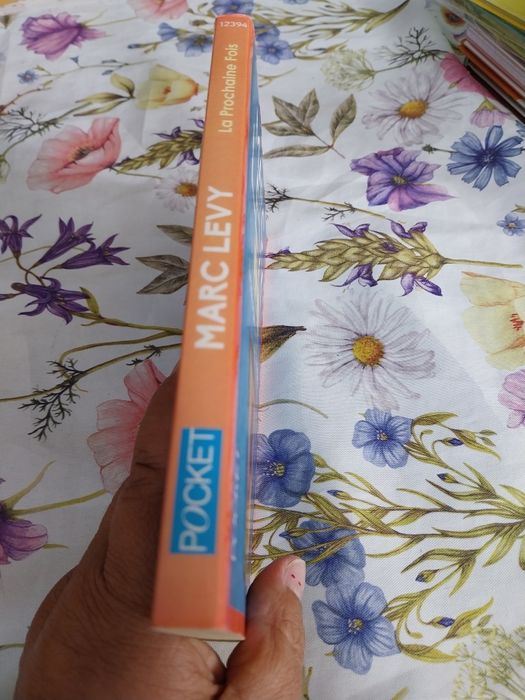 12394
La Prochaine Fois
MARC LEVY
POCKET